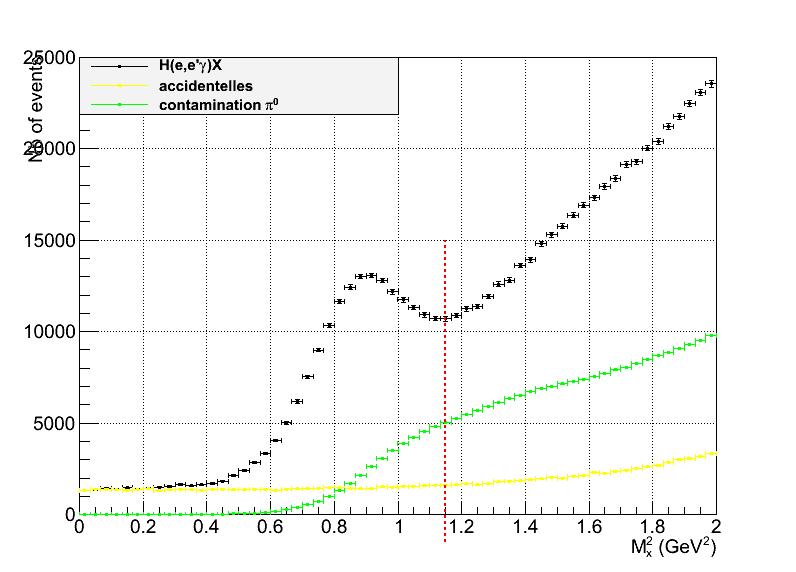 25000
20000
15000
10000
5000
0
No of events
H(e,e'γ)X
accidentelles
contamination π⁰
0 0.2 0.4 0.6 0.8 1 1.2 1.4 1.6 1.8 2
M²ₓ (GeV²)